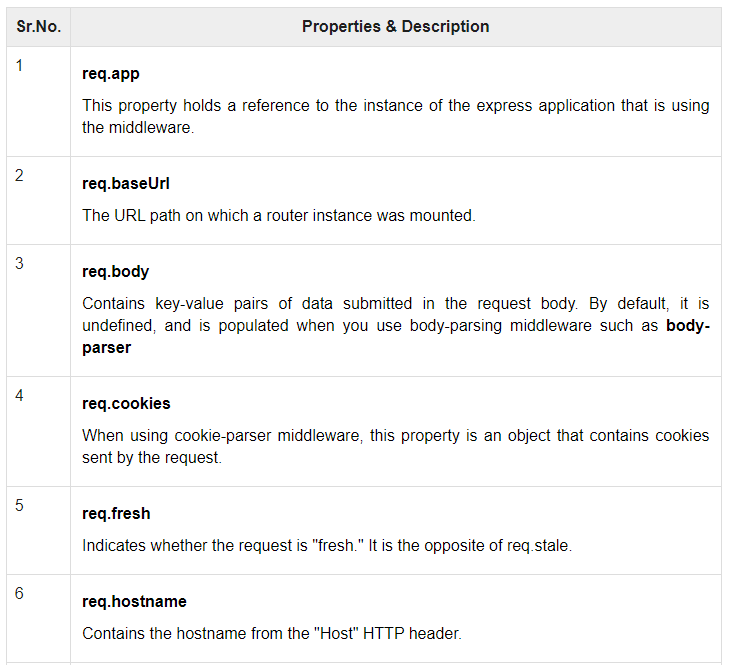 Sr.No. Properties & Description
1
req.app
This property holds a reference to the instance of the express application that is using
the middleware.
2
req.baseUrl
The URL path on which a router instance was mounted.
3
req.body
Contains key-value pairs of data submitted in the request body. By default, it is
undefined, and is populated when you use body-parsing middleware such as body-
parser
4
req.cookies
When using cookie-parser middleware, this property is an object that contains cookies
sent by the request.
5
req.fresh
Indicates whether the request is "fresh." It is the opposite of req.stale.
6
req.hostname
Contains the hostname from the "Host" HTTP header.